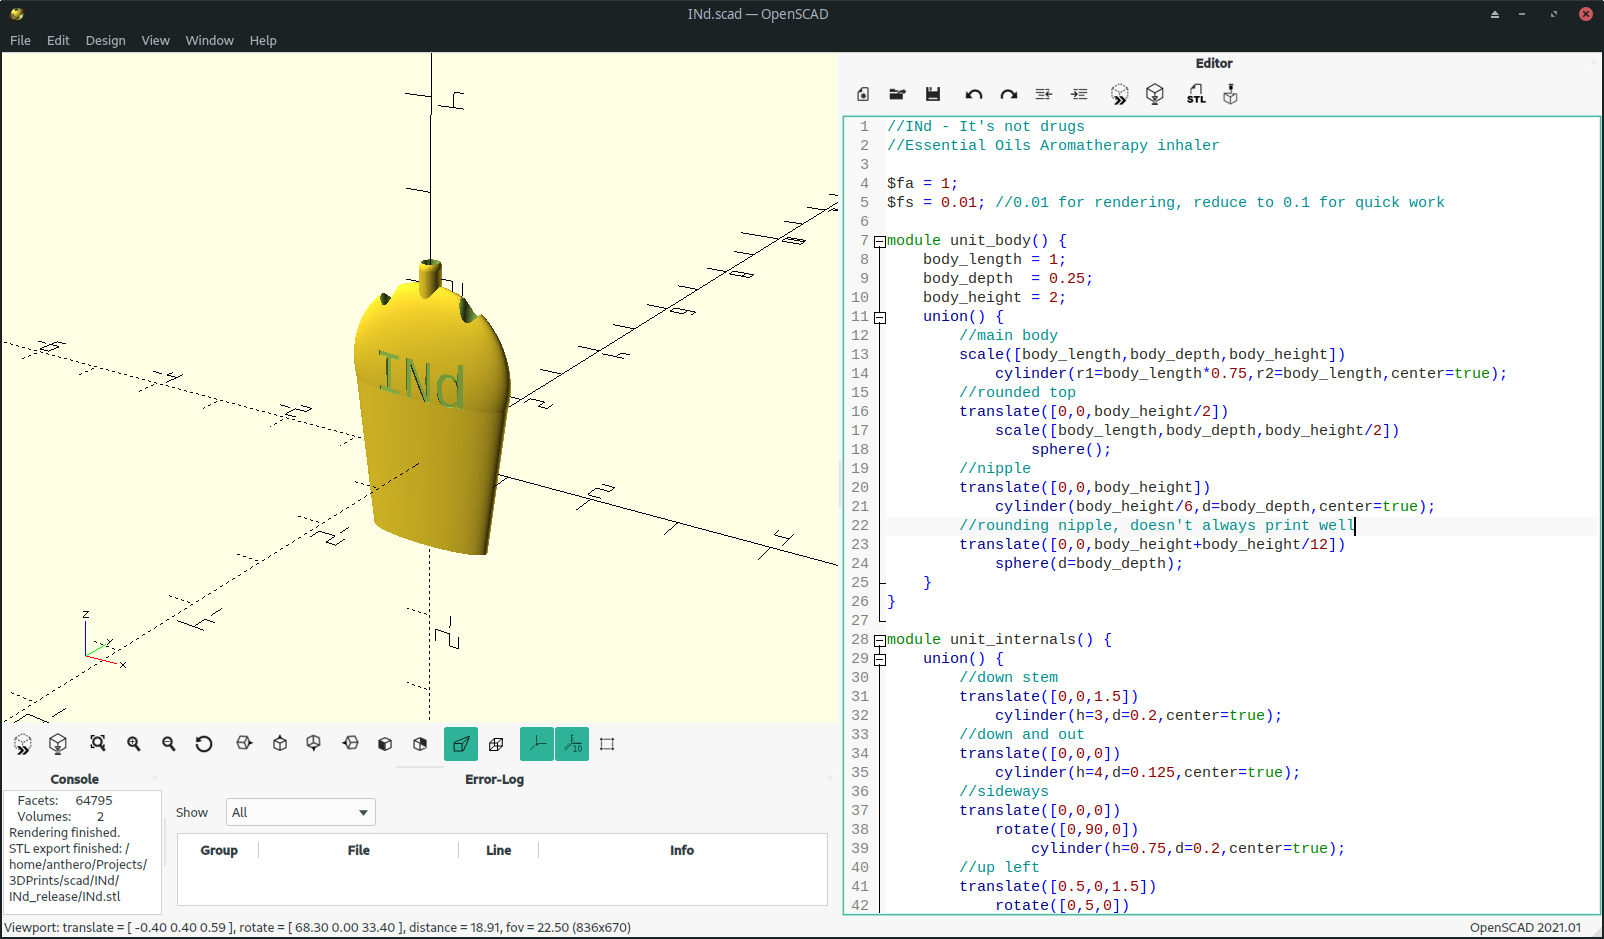 INd.scad — OpenSCAD
File Edit Design View Window Help
Editor
STL
1 //INd - It's not drugs
2 //Essential Oils Aromatherapy inhaler
3
4 $fa = 1;
5 $fs = 0.01; //0.01 for rendering, reduce to 0.1 for quick work
6
7 module unit_body() {
8 body_length = 1;
9 body_depth  = 0.25;
10 body_height = 2;
11 union() {
12 //main body
13 scale([body_length,body_depth,body_height])
14 cylinder(r1=body_length*0.75,r2=body_length,center=true);
15 //rounded top
16 translate([0,0,body_height/2])
17 scale([body_length,body_depth,body_height/2])
18 sphere();
19 //nipple
20 translate([0,0,body_height])
21 cylinder(body_height/6,d=body_depth,center=true);
22 //rounding nipple, doesn't always print well
23 translate([0,0,body_height+body_height/12])
24 sphere(d=body_depth);
25 }
26 }
27
28 module unit_internals() {
29 union() {
30 //down stem
31 translate([0,0,1.5])
32 cylinder(h=3,d=0.2,center=true);
33 //down and out
34 translate([0,0,0])
35 cylinder(h=4,d=0.125,center=true);
36 //sideways
37 translate([0,0,0])
38 rotate([0,90,0])
39 cylinder(h=0.75,d=0.2,center=true);
40 //up left
41 translate([0.5,0,1.5])
42 rotate([0,5,0])
INd
z
y
x
10
Console
Facets: 64795
Volumes: 2
Rendering finished.
STL export finished: /
home/anthero/Projects/
3DPrints/scad/INd/
INd_release/INd.stl
Error-Log
Show All
Group File Line Info
Viewport: translate = [ -0.40 0.40 0.59 ], rotate = [ 68.30 0.00 33.40 ], distance = 18.91, fov = 22.50 (836x670)
OpenSCAD 2021.01